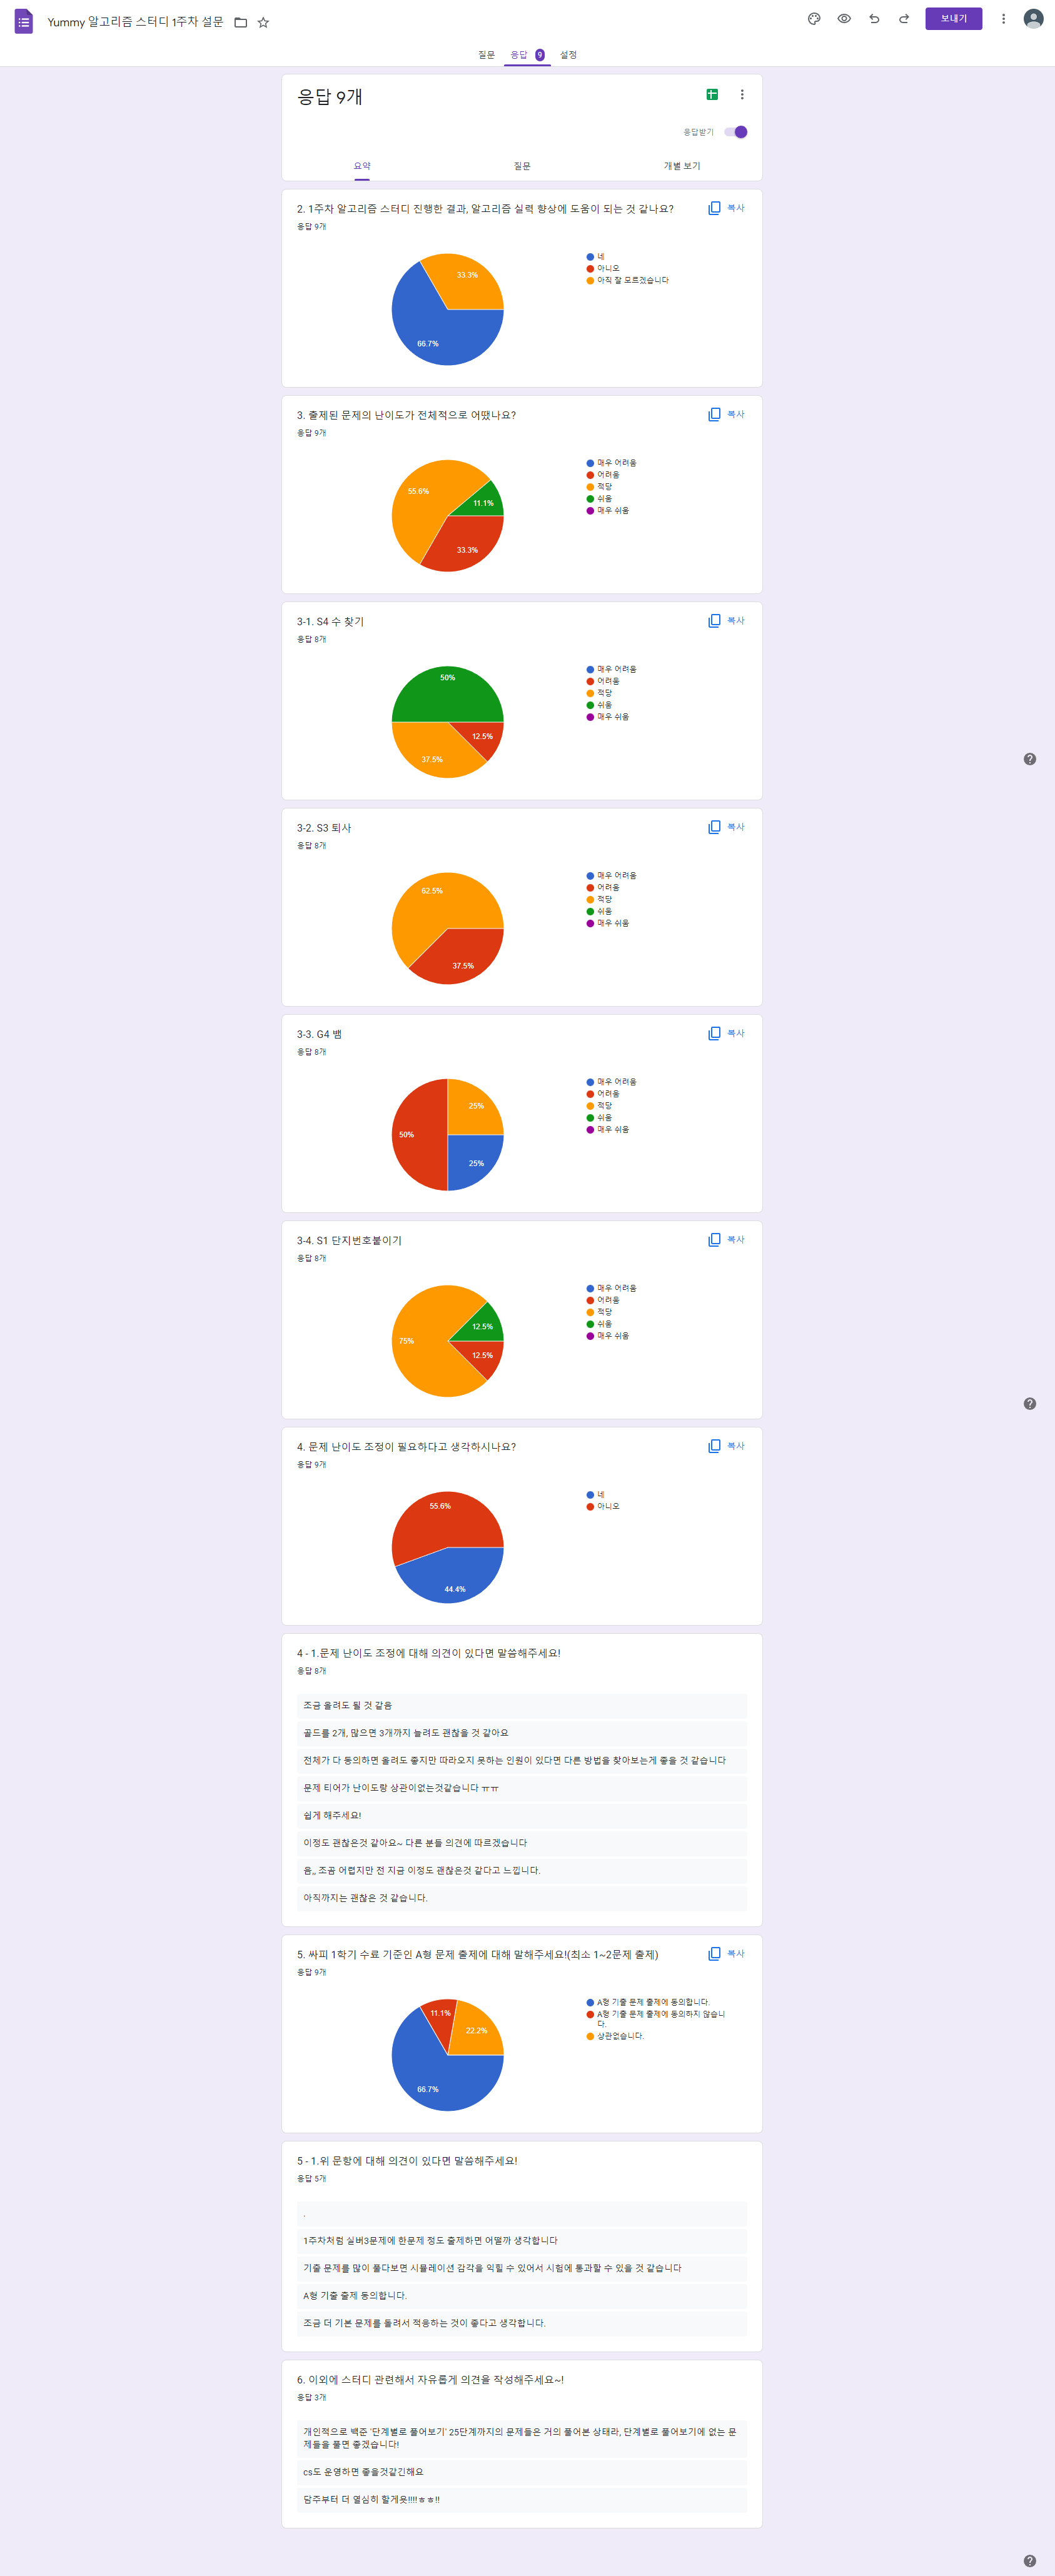 Yummy 알고리즘 스터디 1주차 설문
보내기
질문 응답 9 설정
응답 9개
응답받기
요약 질문 개별 보기
2. 1주차 알고리즘 스터디 진행한 결과, 알고리즘 실력 향상에 도움이 되는 것 같나요?
복사
응답 9개
네
아니오
아직 잘 모르겠습니다
33.3%
66.7%
3. 출제된 문제의 난이도가 전체적으로 어땠나요?
복사
응답 9개
매우 어려움
어려움
적당
쉬움
매우 쉬움
55.6%
11.1%
33.3%
3-1. S4 수 찾기
복사
응답 8개
매우 어려움
어려움
적당
쉬움
매우 쉬움
50%
12.5%
37.5%
3-2. S3 퇴사
복사
응답 8개
매우 어려움
어려움
적당
쉬움
매우 쉬움
62.5%
37.5%
3-3. G4 뱀
복사
응답 8개
매우 어려움
어려움
적당
쉬움
매우 쉬움
25%
50%
25%
3-4. S1 단지번호붙이기
복사
응답 8개
매우 어려움
어려움
적당
쉬움
매우 쉬움
12.5%
75%
12.5%
4. 문제 난이도 조정이 필요하다고 생각하시나요?
복사
응답 9개
네
아니오
55.6%
44.4%
4 - 1.문제 난이도 조정에 대해 의견이 있다면 말씀해주세요!
응답 8개
조금 올려도 될 것 같음
골드를 2개, 많으면 3개까지 늘려도 괜찮을 것 같아요
전체가 다 동의하면 올려도 좋지만 따라오지 못하는 인원이 있다면 다른 방법을 찾아보는게 좋을 것 같습니다
문제 티어가 난이도랑 상관이없는것같습니다 ㅠㅠ
쉽게 해주세요!
이정도 괜찮은것 같아요~ 다른 분들 의견에 따르겠습니다
음,, 조곰 어렵지만 전 지금 이정도 괜찮은것 같다고 느낍니다.
아직까지는 괜찮은 것 같습니다.
5. 싸피 1학기 수료 기준인 A형 문제 출제에 대해 말해주세요!(최소 1~2문제 출제)
복사
응답 9개
A형 기출 문제 출제에 동의합니다.
A형 기출 문제 출제에 동의하지 않습니
다.
상관없습니다.
11.1%
22.2%
66.7%
5 - 1.위 문항에 대해 의견이 있다면 말씀해주세요!
응답 5개
.
1주차처럼 실버3문제에 한문제 정도 출제하면 어떨까 생각합니다
기출 문제를 많이 풀다보면 시뮬레이션 감각을 익힐 수 있어서 시험에 통과할 수 있을 것 같습니다
A형 기출 출제 동의합니다.
조금 더 기본 문제를 돌려서 적응하는 것이 좋다고 생각합니다.
6. 이외에 스터디 관련해서 자유롭게 의견을 작성해주세요~!
응답 3개
개인적으로 백준 '단계별로 풀어보기' 25단계까지의 문제들은 거의 풀어본 상태라, 단계별로 풀어보기에 없는 문
제들을 풀면 좋겠습니다!
cs도 운영하면 좋을것같긴해요
담주부터 더 열심히 할게욧!!!!ㅎㅎ!!